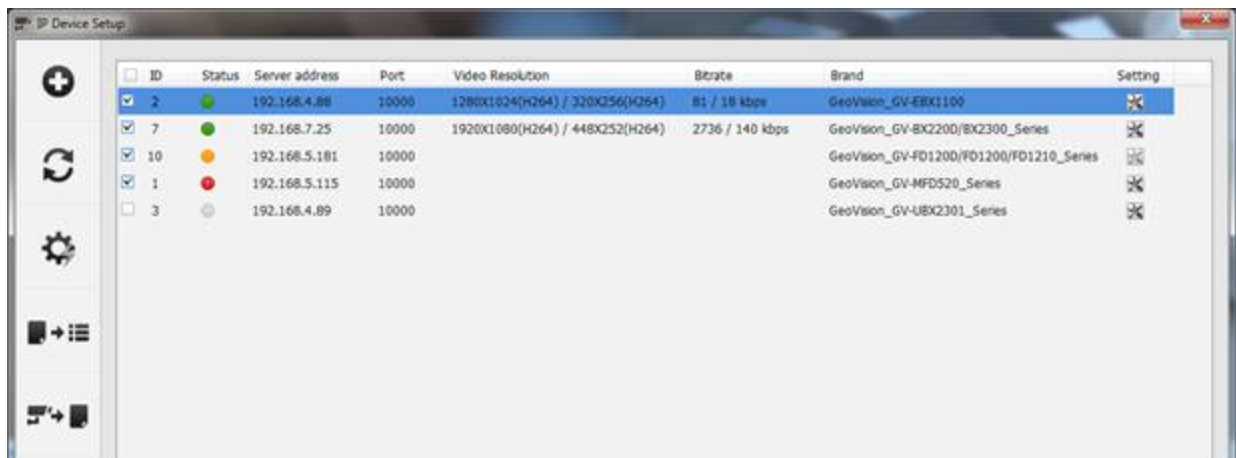 IP Device Setup
ID Status Server address Port Video Resolution Bitrate Brand Setting
2 192.168.4.88 10000 1280X1024(H264) / 320X256(H264) 81 / 18 kbps GeoVision_GV-EBX1100
7 192.168.7.25 10000 1920X1080(H264) / 448X252(H264) 2736 / 140 kbps GeoVision_GV-BX220D/BX2300_Series
10 192.168.5.181 10000 GeoVision_GV-FD120D/FD1200/FD1210_Series
1 192.168.5.115 10000 GeoVision_GV-MFD520_Series
3 192.168.4.89 10000 GeoVision_GV-UBX2301_Series